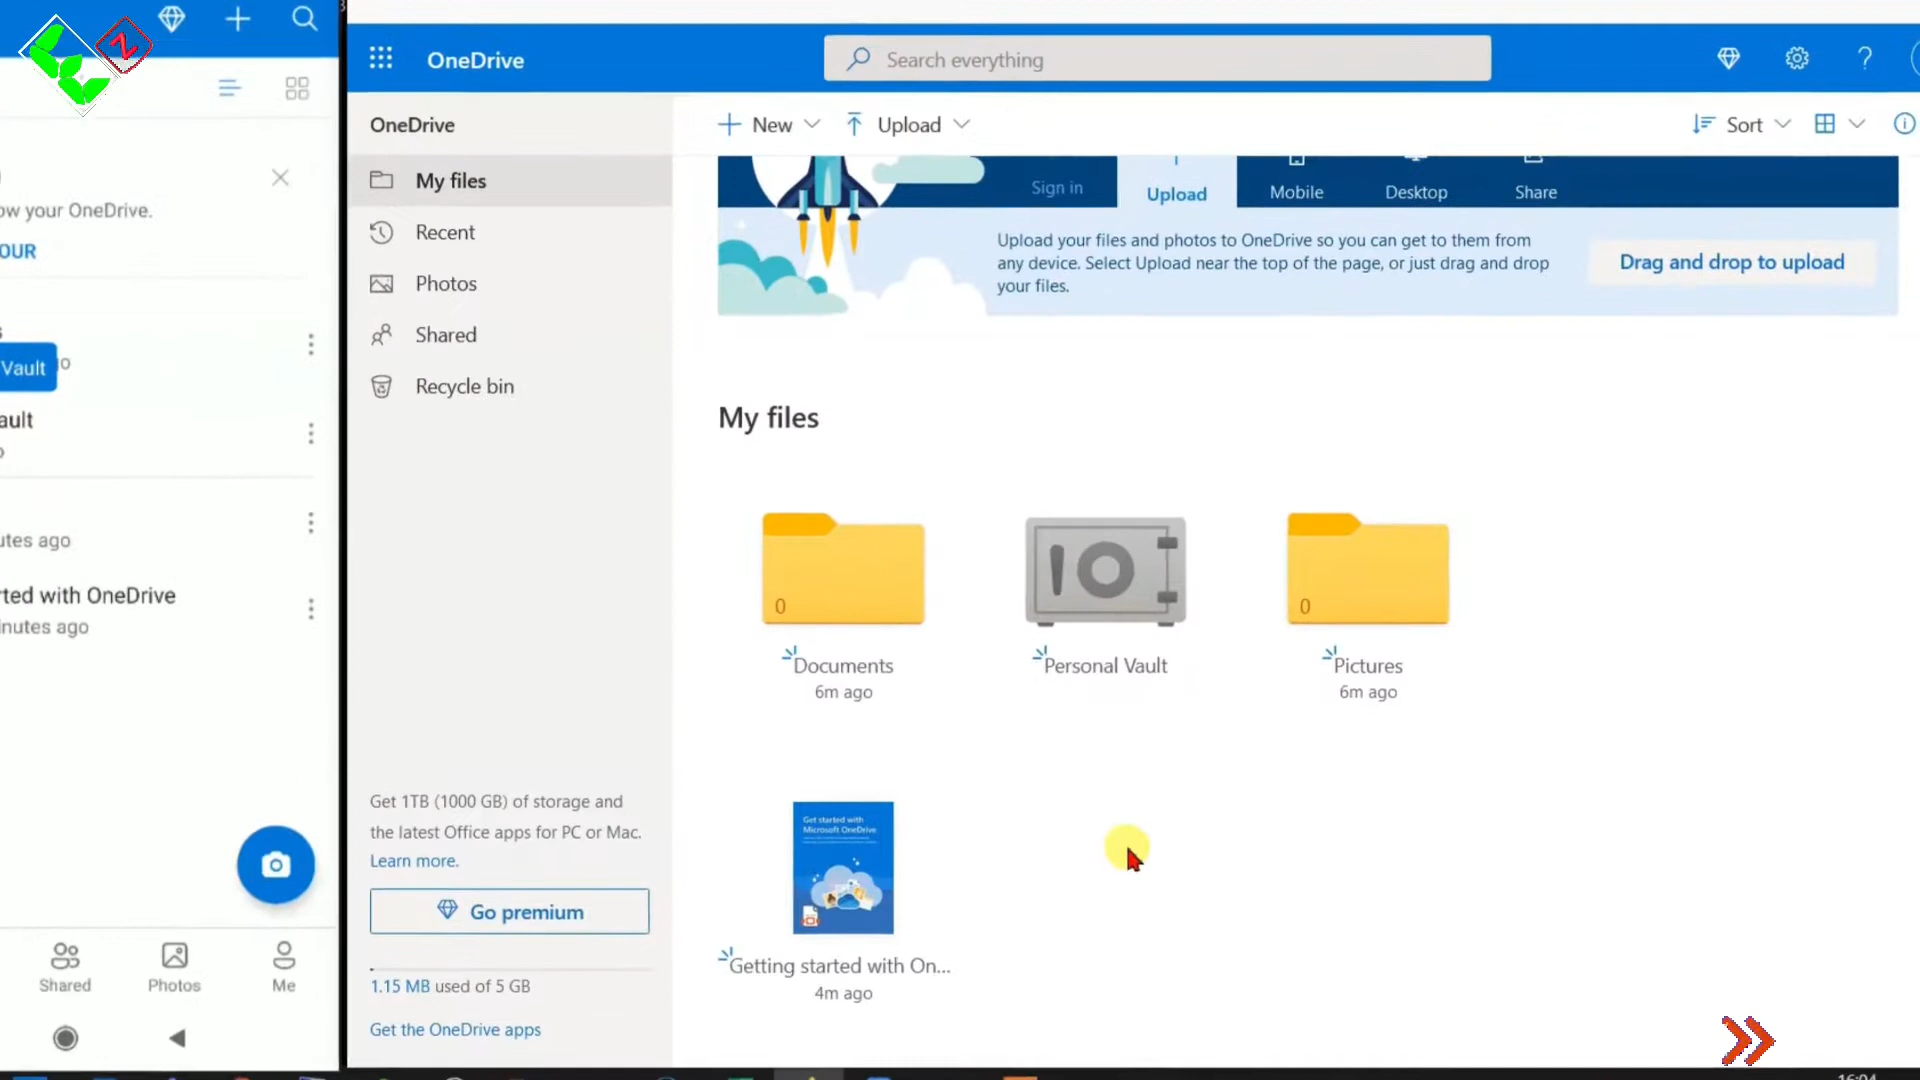 ow your OneDrive.
OUR
Vault
ault
utes ago
ted with OneDrive
nutes ago
Shared
Photos
Me
OneDrive
Search everything
OneDrive
My files
Recent
Photos
Shared
Recycle bin
Get 1TB (1000 GB) of storage and
the latest Office apps for PC or Mac.
Learn more.
Go premium
1.15 MB used of 5 GB
Get the OneDrive apps
New
Upload
Sort
Sign in
Upload
Mobile
Desktop
Share
Upload your files and photos to OneDrive so you can get to them from
any device. Select Upload near the top of the page, or just drag and drop
your files.
Drag and drop to upload
My files
0
Documents
6m ago
Personal Vault
0
Pictures
6m ago
Get started with
Microsoft OneDrive
Getting started with On...
4m ago